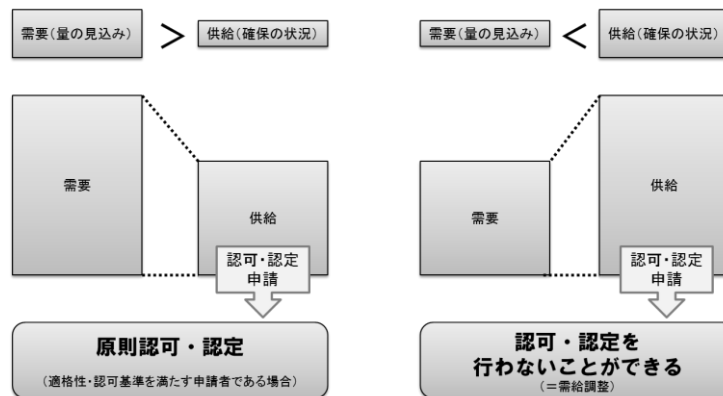 需要(量の見込み)
>
供給(確保の状況)
需要
供給
認可・認定
申請
原則認可・認定
(適格性・認可基準を満たす申請者である場合)
需要(量の見込み)
<
供給(確保の状況)
需要
供給
認可・認定
申請
認可・認定を
行わないことができる
(=需給調整)